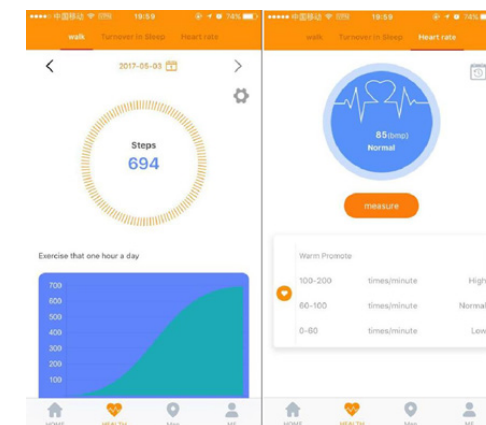 中国移动 19:59 74%
walk Turnover in Sleep Heart rate
2017-05-03
Steps
694
Exercise that one hour a day
700
600
500
400
300
200
100
HOME HEALTH Map ME
中国移动 19:59 74%
walk Turnover in Sleep Heart rate
85(bmp)
Normal
measure
Warm Promote
100-200 times/minute High
60-100 times/minute Normal
0-60 times/minute Low
HOME HEALTH Map ME